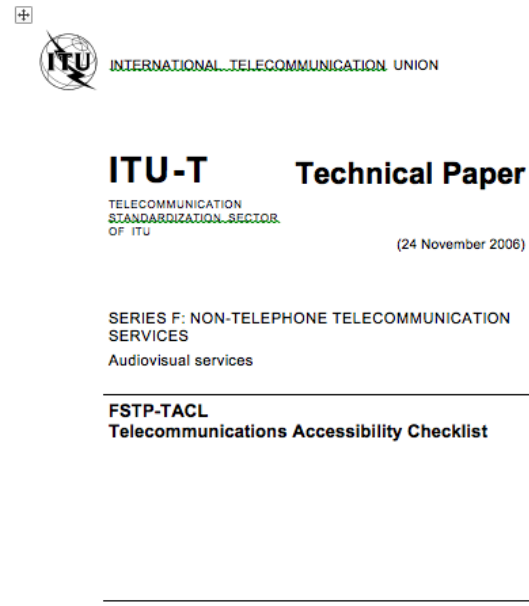 ITU
INTERNATIONAL TELECOMMUNICATION UNION
ITU-T
Technical Paper
TELECOMMUNICATION
STANDARDIZATION SECTOR
OF ITU
(24 November 2006)
SERIES F: NON-TELEPHONE TELECOMMUNICATION
SERVICES
Audiovisual services
FSTP-TACL
Telecommunications Accessibility Checklist